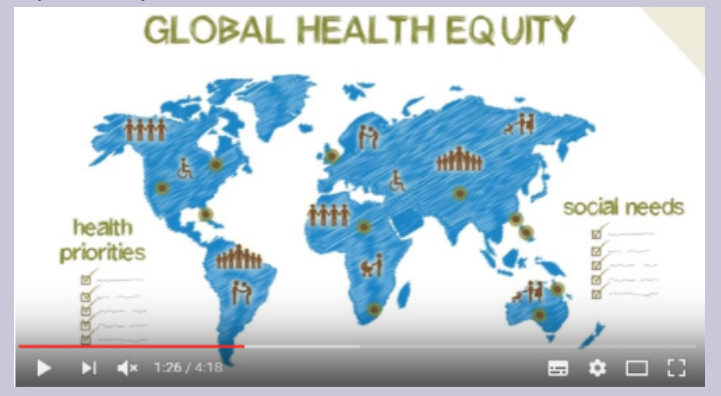 GLOBAL HEALTH EQUITY
social needs
health
priorities
1:26 / 4:18